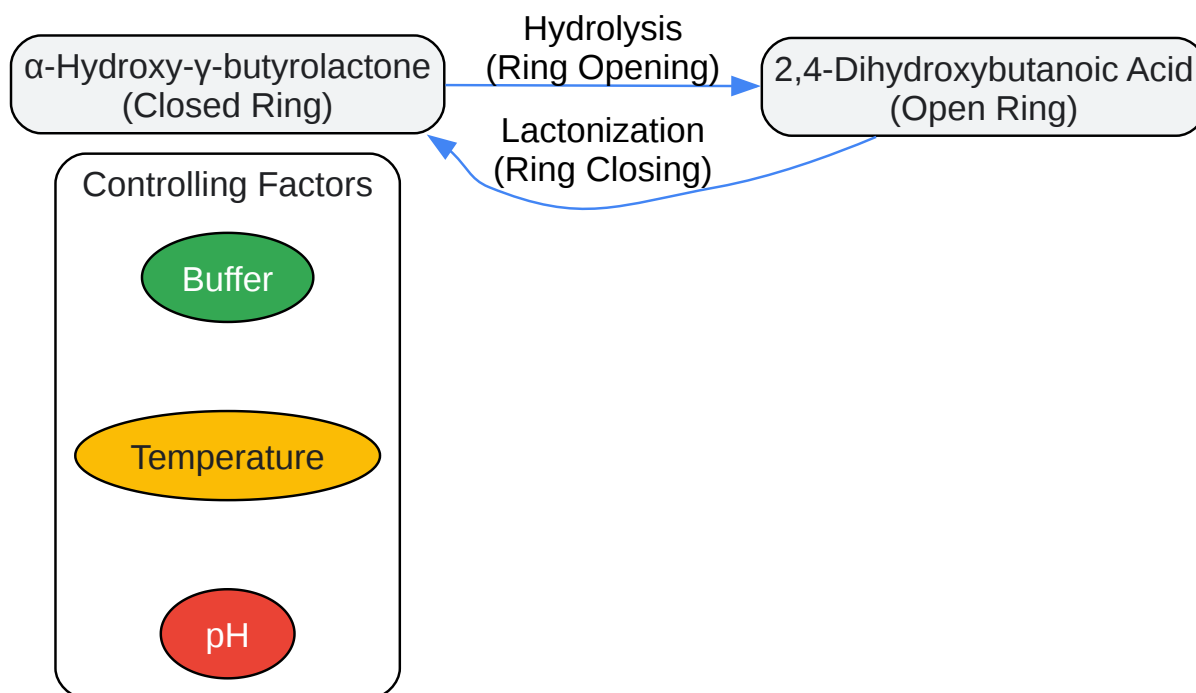 α-Hydroxy-γ-butyrolactone
(Closed Ring)
Hydrolysis
(Ring Opening)
2,4-Dihydroxybutanoic Acid
(Open Ring)
Lactonization
(Ring Closing)
Controlling Factors
Buffer
Temperature
pH